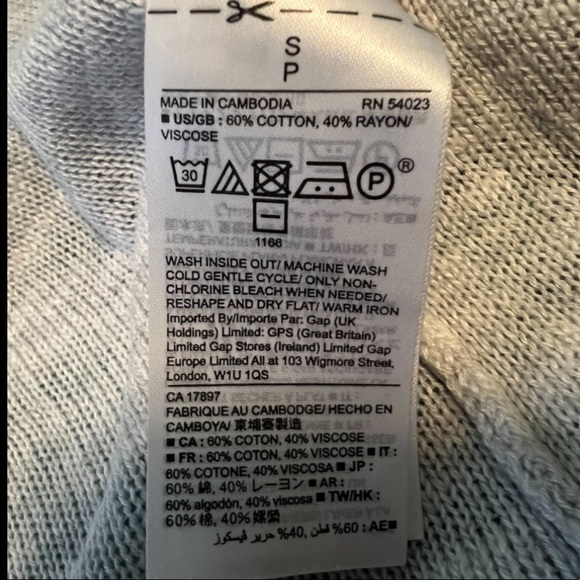 S
P
MADE IN CAMBODIA RN 54023
■ US/GB : 60% COTTON, 40% RAYON/
VISCOSE
30 P ®
1166
WASH INSIDE OUT/ MACHINE WASH
COLD GENTLE CYCLE/ ONLY NON-
CHLORINE BLEACH WHEN NEEDED/
RESHAPE AND DRY FLAT/ WARM IRON
Imported By/Importe Par: Gap (UK
Holdings) Limited: GPS (Great Britain)
Limited Gap Stores (Ireland) Limited Gap
Europe Limited All at 103 Wigmore Street,
London, W1U 1QS
CA 17897
FABRIQUE AU CAMBODGE/ HECHO EN
CAMBOYA/ 柬埔寨製造
■ CA : 60% COTON, 40% VISCOSE
■ FR : 60% COTON, 40% VISCOSE ■ IT :
60% COTONE, 40% VISCOSA ■ JP :
60% 綿, 40% レーヨン ■ AR :
60% algodón, 40% viscosa ■ TW/HK :
60% 棉, 40% 嫘縈
■AE : 60% قطن, 40% حرير فيسكوز